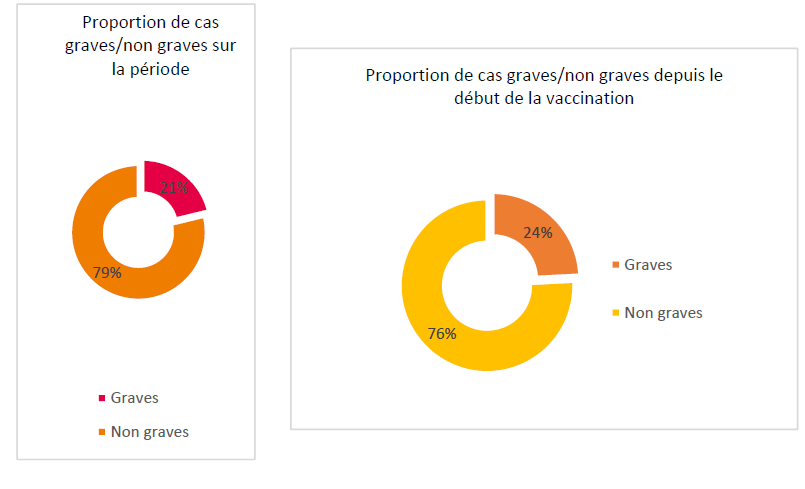 Proportion de cas
graves/non graves sur
la période
21%
79%
Graves
Non graves
Proportion de cas graves/non graves depuis le
début de la vaccination
24%
76%
Graves
Non graves